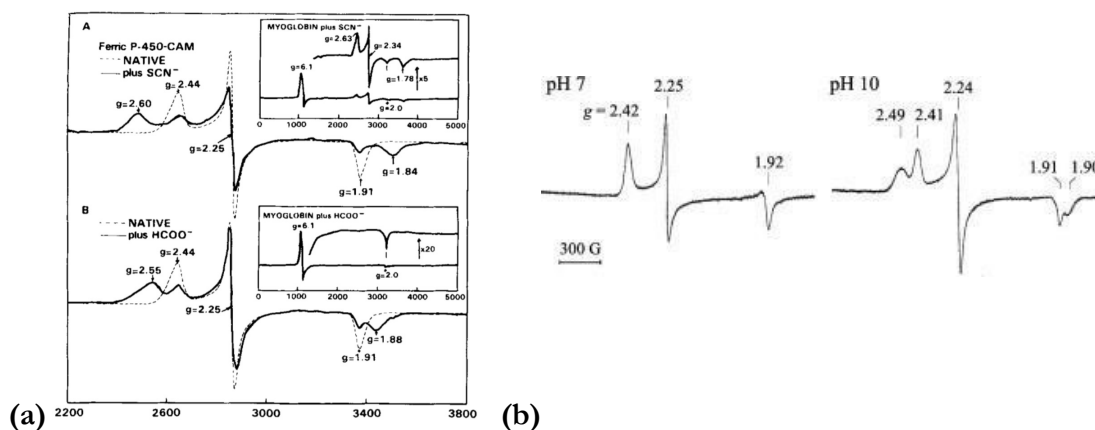 A
Ferric P-450-CAM
NATIVE
plus SCN⁻
g=2.60
g=2.44
g=2.25
g=1.91
g=1.84
MYOGLOBIN plus SCN⁻
g=2.63
g=2.34
g=6.1
g=1.78
x5
g=2.0
0 1000 2000 3000 4000 5000
B
NATIVE
plus HCOO⁻
g=2.55
g=2.44
g=2.25
g=1.88
g=1.91
MYOGLOBIN plus HCOO⁻
g=6.1
x20
g=2.0
0 1000 2000 3000 4000 5000
2200 2600 3000 3400 3800
(a)
pH 7
2.25
g = 2.42
1.92
300 G
pH 10
2.24
2.49 2.41
1.91 1.90
(b)